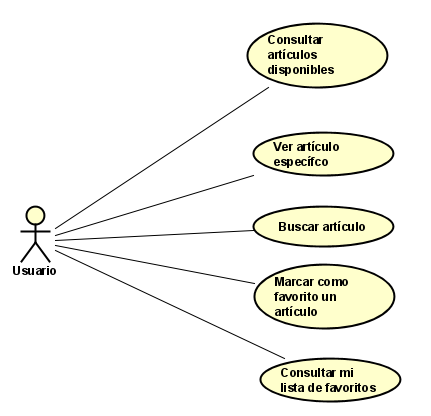 Consultar
artículos
disponibles
Ver artículo
específco
Buscar artículo
Usuario
Marcar como
favorito un
artículo
Consultar mi
lista de favoritos